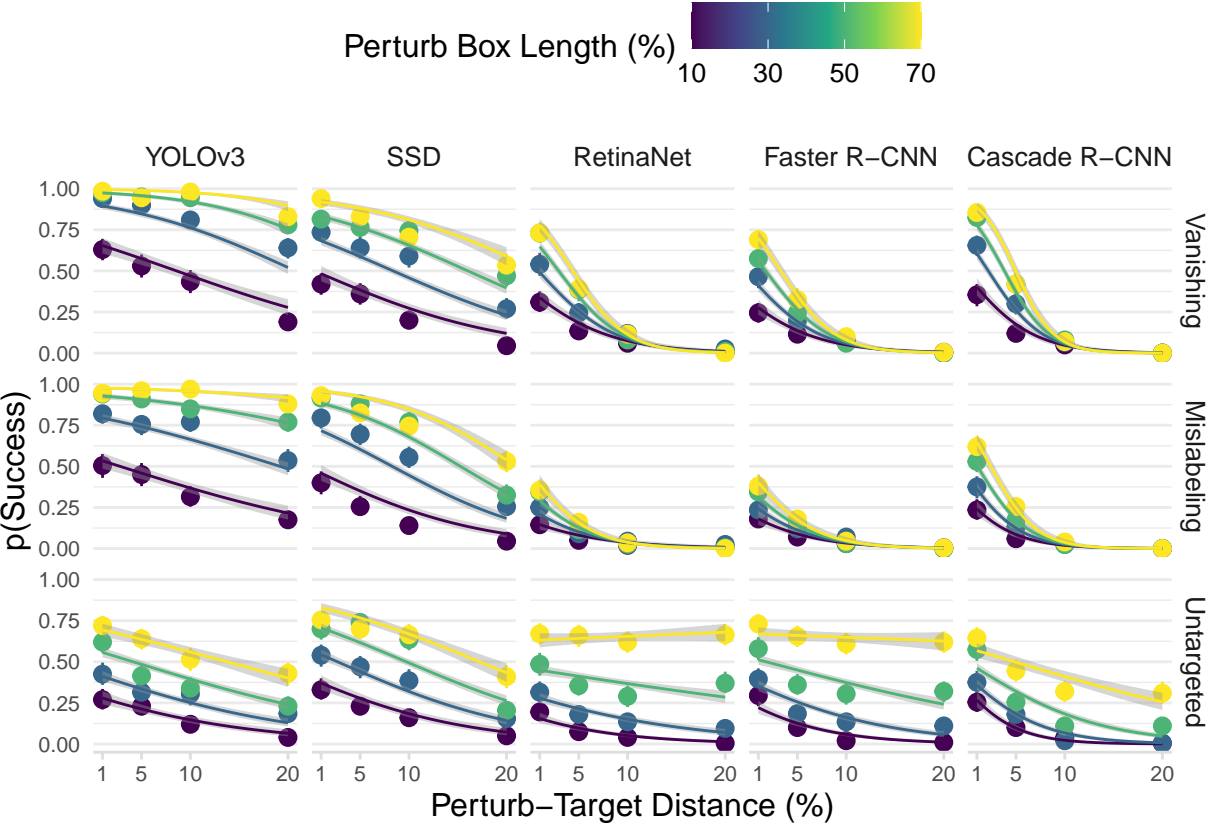 Perturb Box Length (%)
10 30 50 70
YOLOv3 SSD RetinaNet Faster R−CNN Cascade R−CNN
p(Success)
1.00
0.75
0.50
0.25
0.00
Vanishing
1.00
0.75
0.50
0.25
0.00
Mislabeling
1.00
0.75
0.50
0.25
0.00
Untargeted
1 5 10 20 1 5 10 20 1 5 10 20 1 5 10 20 1 5 10 20
Perturb−Target Distance (%)